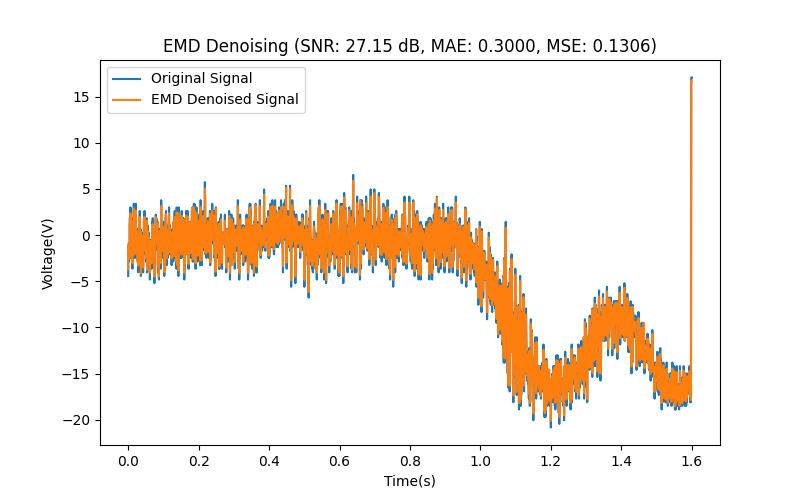 EMD Denoising (SNR: 27.15 dB, MAE: 0.3000, MSE: 0.1306)
Original Signal
EMD Denoised Signal
Voltage(V)
15
10
5
0
−5
−10
−15
−20
0.0 0.2 0.4 0.6 0.8 1.0 1.2 1.4 1.6
Time(s)